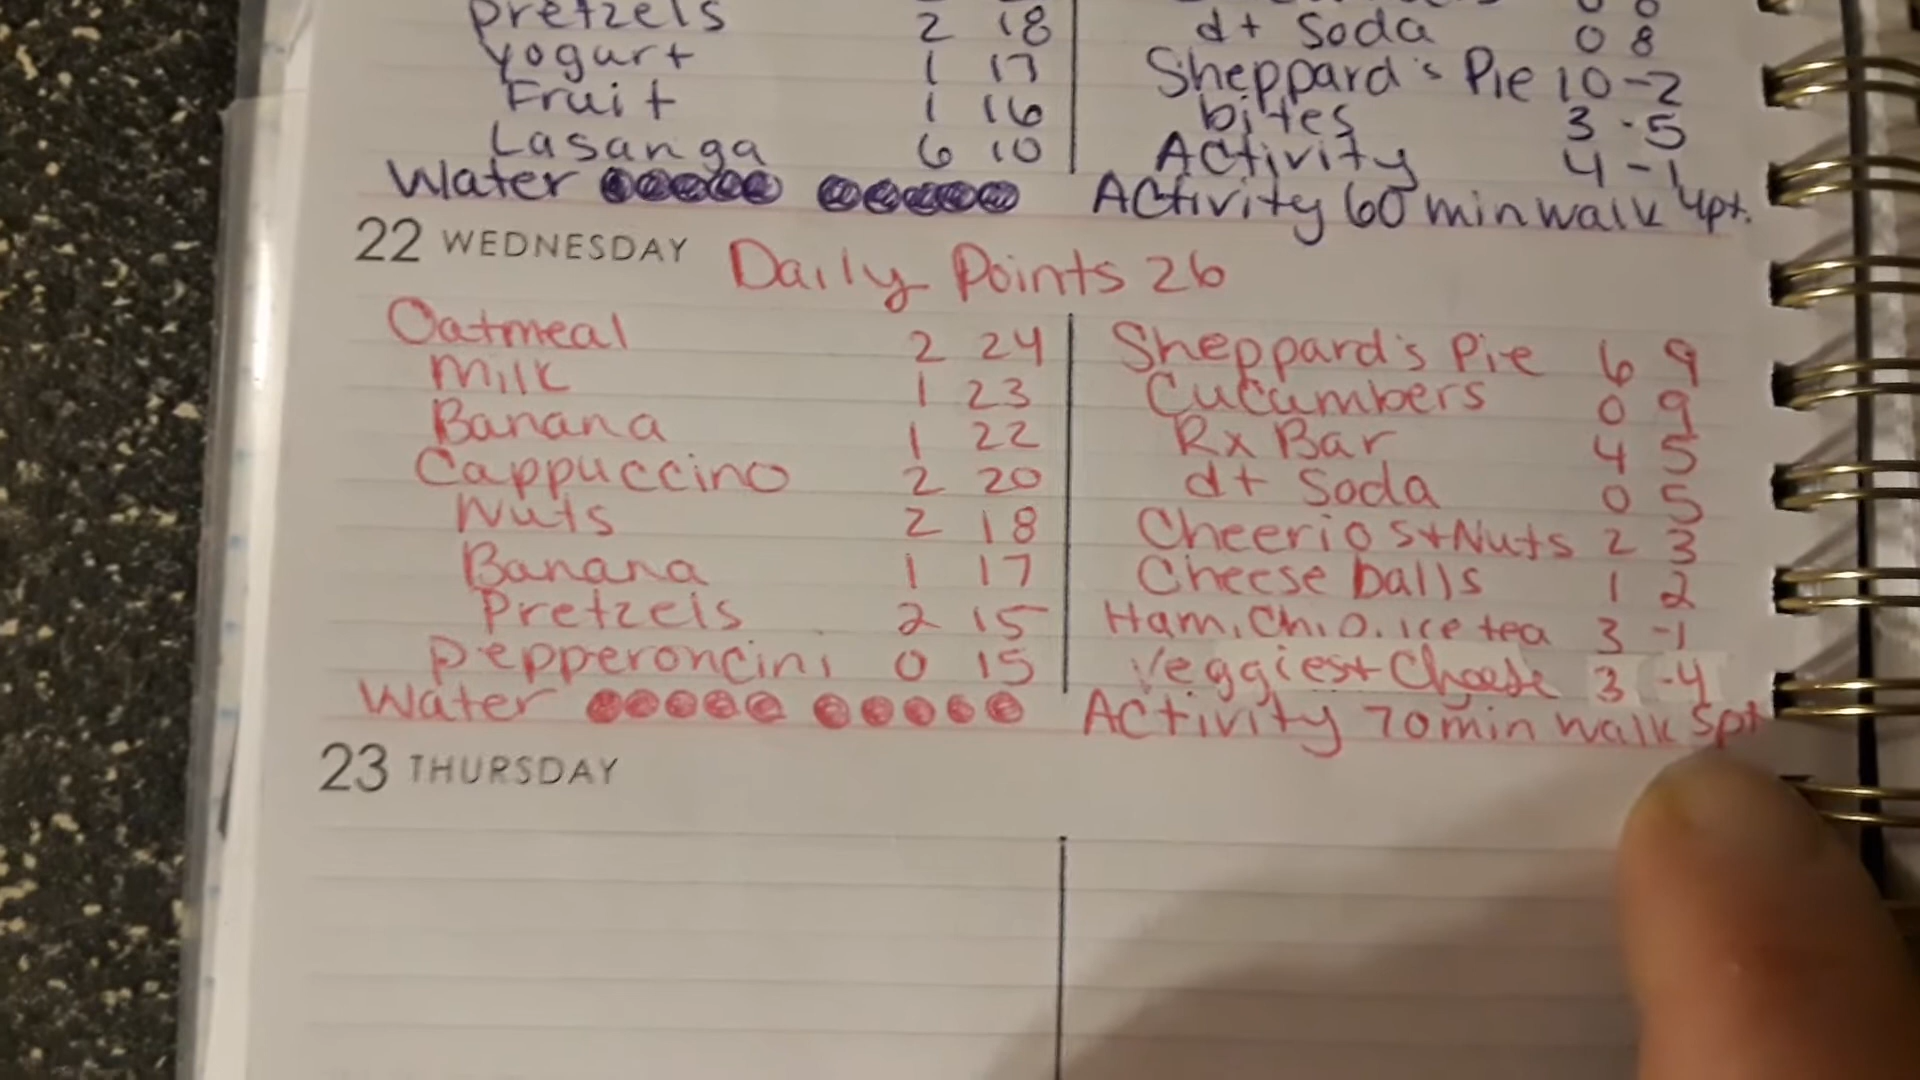 Pretzels 2 18
Yogurt 1 17
Fruit 1 16
Lasanga 6 10
Water
dt Soda 0 8
Sheppard's Pie 10 -2
bites 3 -5
Activity 4 -1
Activity 60 min walk 4pt.
22 WEDNESDAY Daily Points 26
Oatmeal 2 24
Milk 1 23
Banana 1 22
Cappuccino 2 20
Nuts 2 18
Banana 1 17
Pretzels 2 15
Pepperoncini 0 15
Water
Sheppard's Pie 6 9
Cucumbers 0 9
Rx Bar 4 5
dt Soda 0 5
Cheerios+Nuts 2 3
Cheese balls 1 2
Ham, Ch, O. ice tea 3 -1
Veggies+ Cheese 3 -4
Activity 70 min walk 5pt
23 THURSDAY